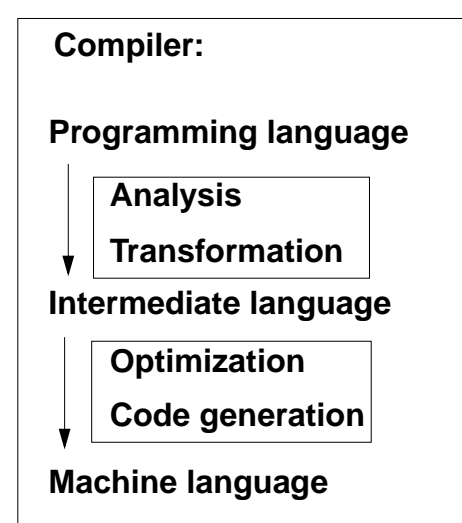 Compiler:
Programming language
Analysis
Transformation
Intermediate language
Optimization
Code generation
Machine language